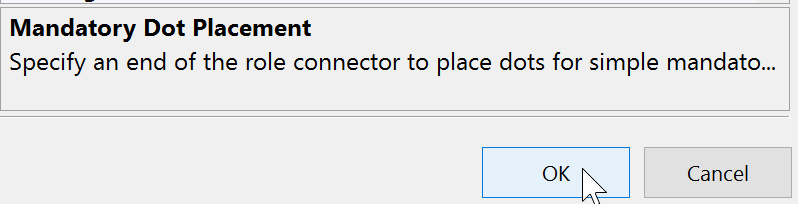 Mandatory Dot Placement
Specify an end of the role connector to place dots for simple mandato...
OK
Cancel